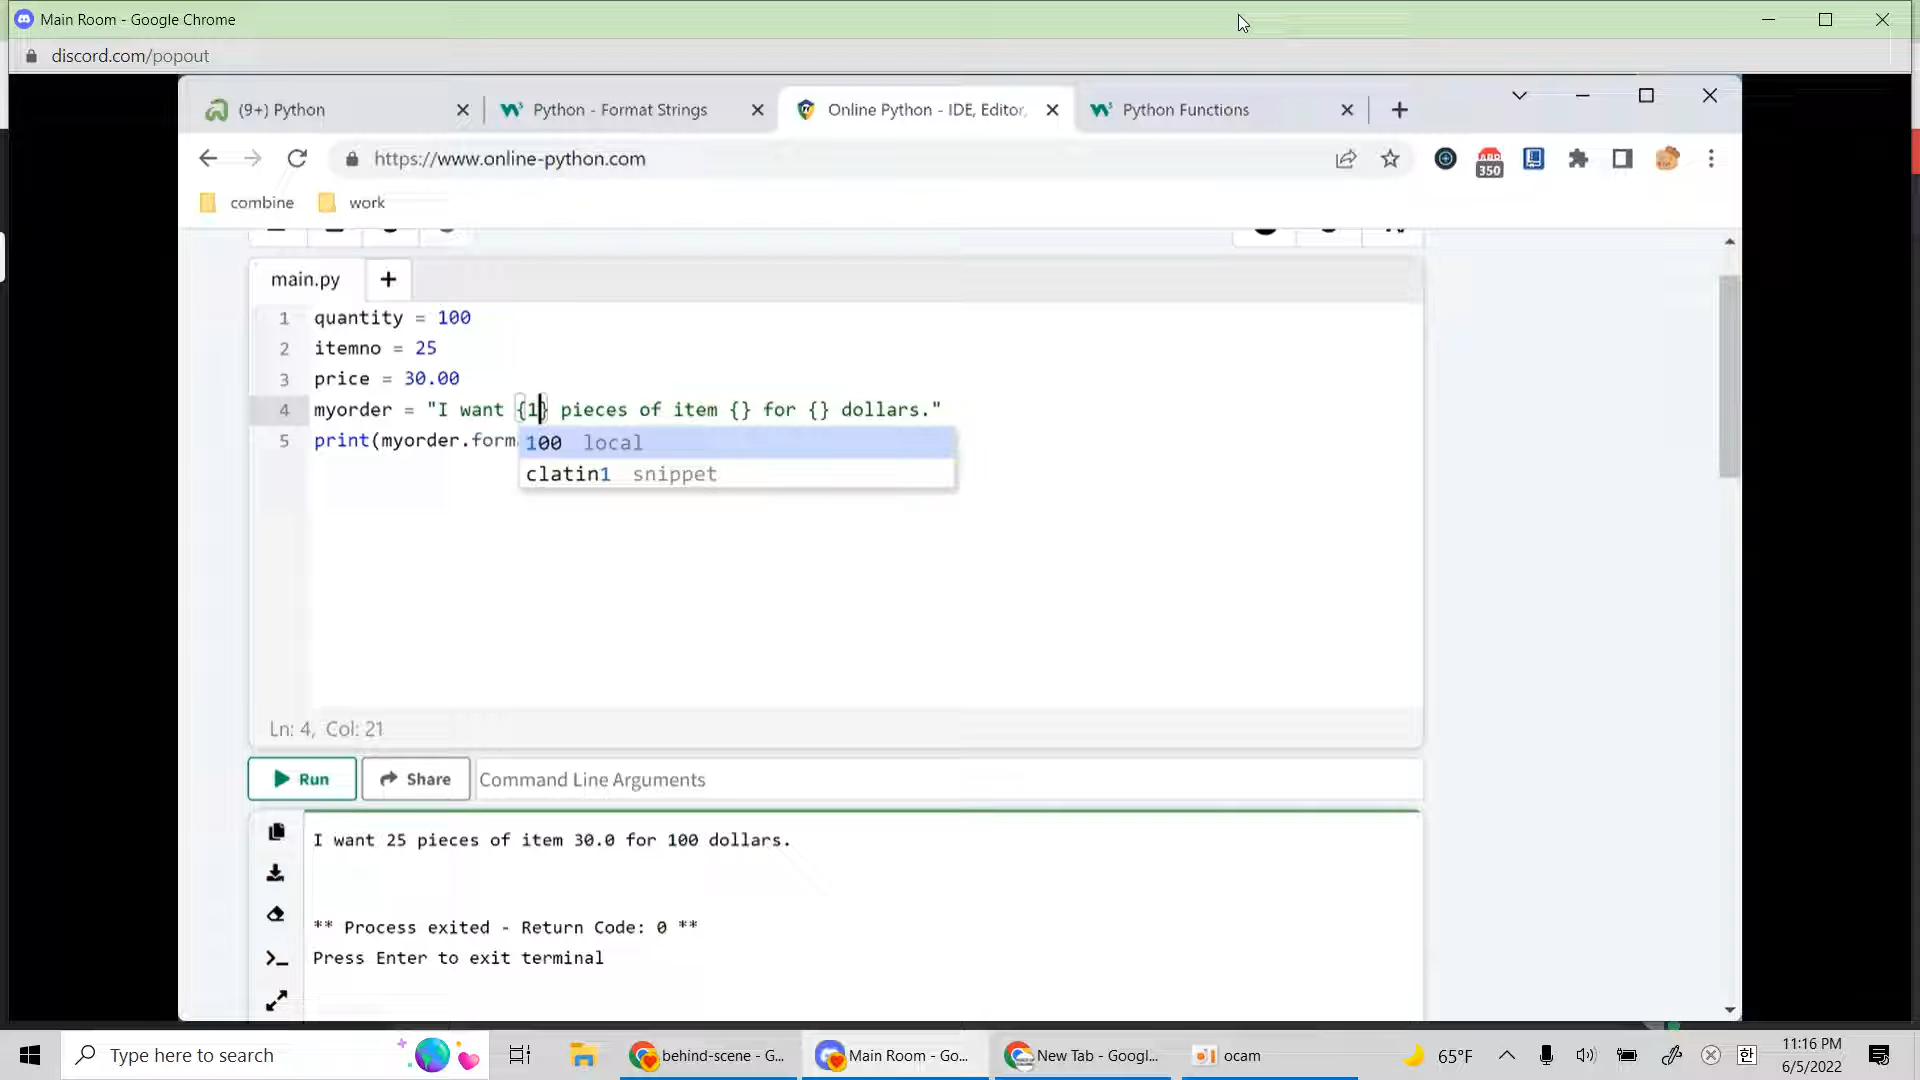 Main Room - Google Chrome
discord.com/popout
(9+) Python
Python - Format Strings
Online Python - IDE, Editor,
Python Functions
https://www.online-python.com
350
combine work
main.py +
1 quantity = 100
2 itemno = 25
3 price = 30.00
4 myorder = "I want {1} pieces of item {} for {} dollars."
5 print(myorder.form
100 local
clatin1 snippet
Ln: 4, Col: 21
Run Share Command Line Arguments
I want 25 pieces of item 30.0 for 100 dollars.
** Process exited - Return Code: 0 **
Press Enter to exit terminal
Type here to search
behind-scene - G...
Main Room - Go...
New Tab - Googl...
ocam
65°F
한
11:16 PM
6/5/2022